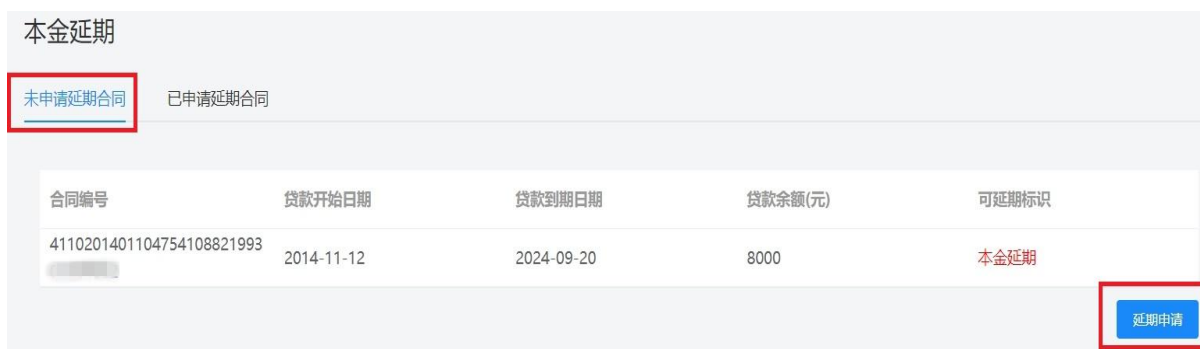 本金延期
未申请延期合同 已申请延期合同
合同编号 贷款开始日期 贷款到期日期 贷款余额(元) 可延期标识
4110201401104754108821993 2014-11-12 2024-09-20 8000 本金延期
延期申请